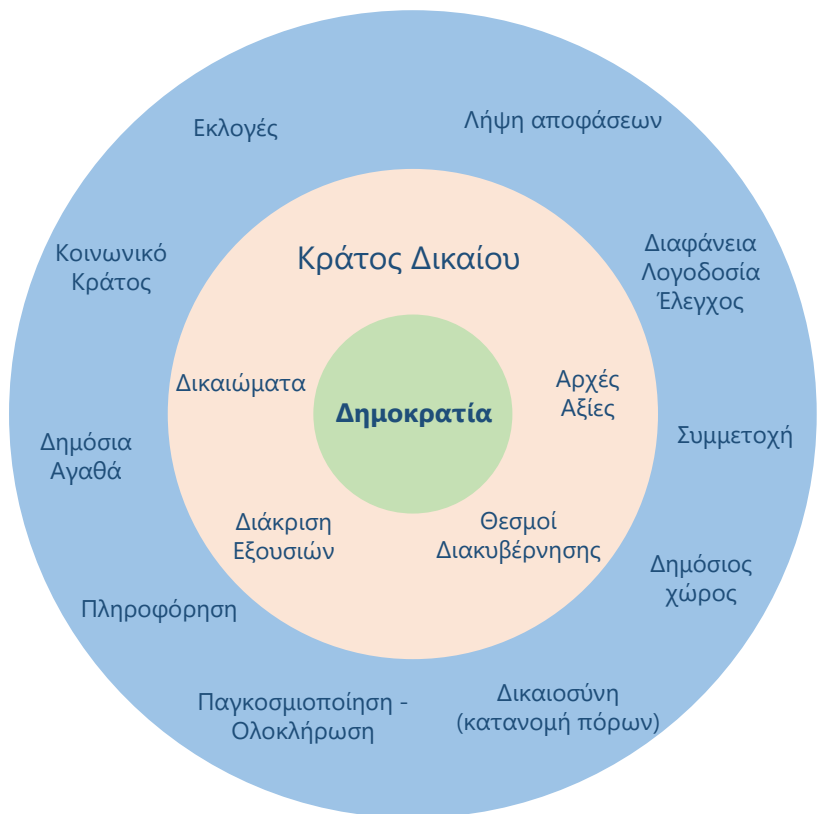 Εκλογές
Λήψη αποφάσεων
Κοινωνικό
Κράτος
Διαφάνεια
Λογοδοσία
Έλεγχος
Κράτος Δικαίου
Δικαιώματα
Δημοκρατία
Αρχές
Αξίες
Δημόσια
Αγαθά
Συμμετοχή
Διάκριση
Εξουσιών
Θεσμοί
Διακυβέρνησης
Πληροφόρηση
Δημόσιος
χώρος
Παγκοσμιοποίηση -
Ολοκλήρωση
Δικαιοσύνη
(κατανομή πόρων)